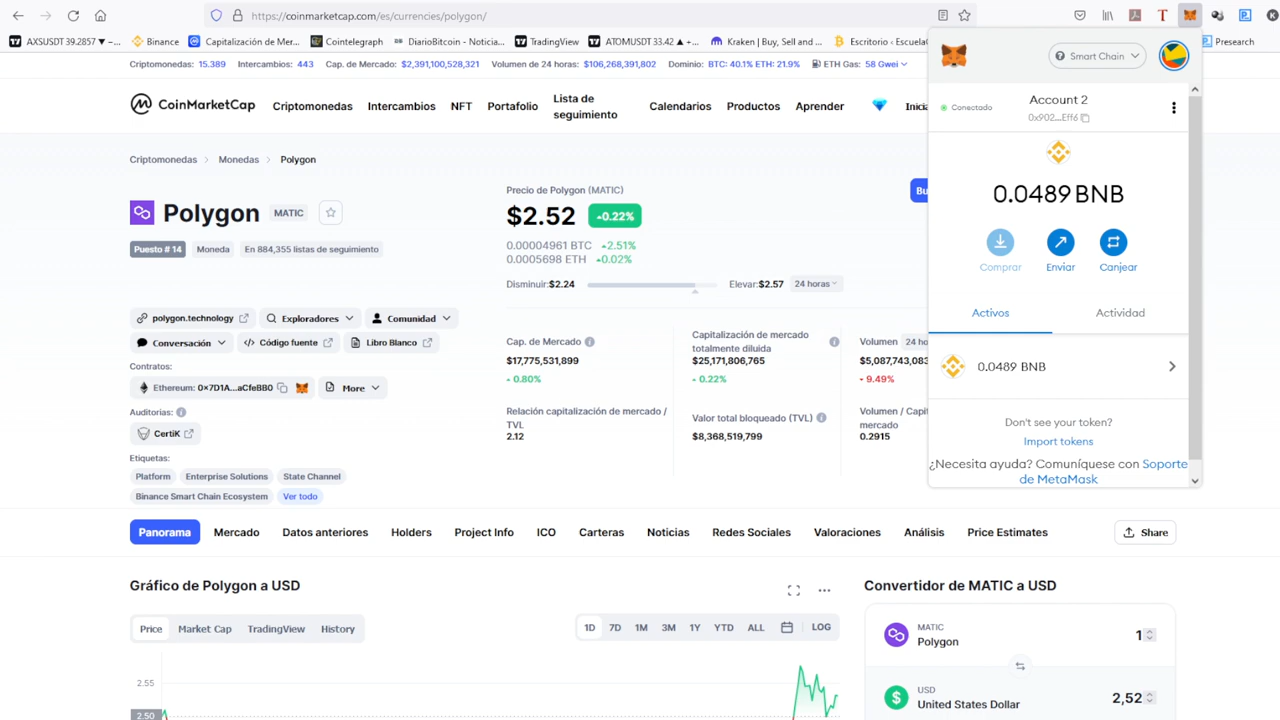 https://coinmarketcap.com/es/currencies/polygon/
AXSUSDT 39.2857 ▼ –... Binance Capitalización de Mer... Cointelegraph DiarioBitcoin - Noticia... TradingView ATOMUSDT 33.42 ▲ +... Kraken | Buy, Sell and ... Escritorio ‹ Escuela Presearch
Criptomonedas: 15.389 Intercambios: 443 Cap. de Mercado: $2,391,100,528,321 Volumen de 24 horas: $106,268,391,802 Dominio: BTC: 40.1% ETH: 21.9% ETH Gas: 58 Gwei
CoinMarketCap Criptomonedas Intercambios NFT Portafolio Lista de seguimiento Calendarios Productos Aprender Inicia
Criptomonedas Monedas Polygon
Polygon MATIC
Puesto # 14 Moneda En 884,355 listas de seguimiento
polygon.technology Exploradores Comunidad
Conversación Código fuente Libro Blanco
Contratos:
Ethereum: 0x7D1A...aCfeBB0 More
Auditorias:
CertiK
Etiquetas:
Platform Enterprise Solutions State Channel
Binance Smart Chain Ecosystem Ver todo
Precio de Polygon (MATIC)
$2.52 0.22%
0.00004961 BTC 2.51%
0.0005698 ETH 0.02%
Disminuir:$2.24 Elevar:$2.57 24 horas
Cap. de Mercado
$17,775,531,899
0.80%
Relación capitalización de mercado /
TVL
2.12
Capitalización de mercado
totalmente diluida
$25,171,806,765
0.22%
Valor total bloqueado (TVL)
$8,368,519,799
Volumen 24 ho
$5,087,743,083
9.49%
Volumen / Capi
mercado
0.2915
Bu
Smart Chain
Conectado
Account 2
0x902...Eff6
0.0489 BNB
Comprar Enviar Canjear
Activos Actividad
0.0489 BNB
Don't see your token?
Import tokens
¿Necesita ayuda? Comuníquese con Soporte
de MetaMask
Panorama Mercado Datos anteriores Holders Project Info ICO Carteras Noticias Redes Sociales Valoraciones Análisis Price Estimates Share
Gráfico de Polygon a USD
Price Market Cap TradingView History
1D 7D 1M 3M 1Y YTD ALL LOG
2.55
2.50
Convertidor de MATIC a USD
MATIC
Polygon
1
USD
United States Dollar
2,52